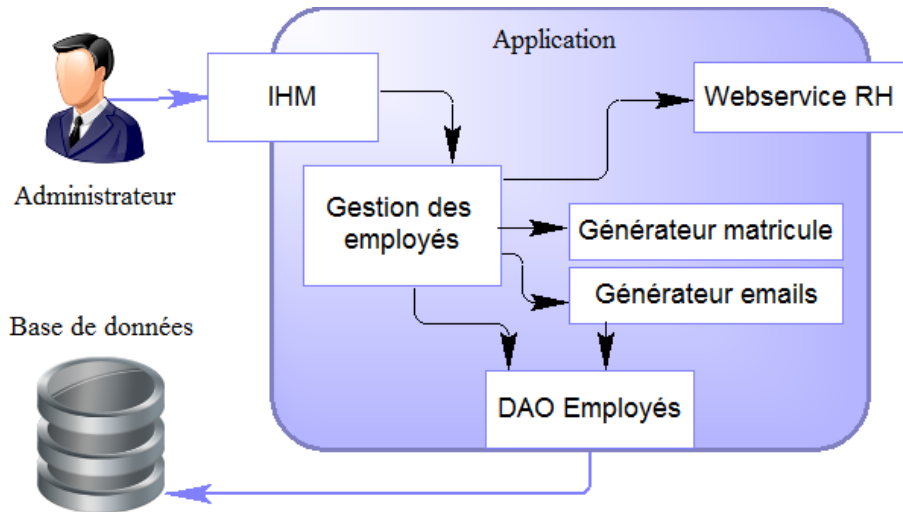 Application
IHM
Webservice RH
Administrateur
Gestion des
employés
Générateur matricule
Générateur emails
Base de données
DAO Employés